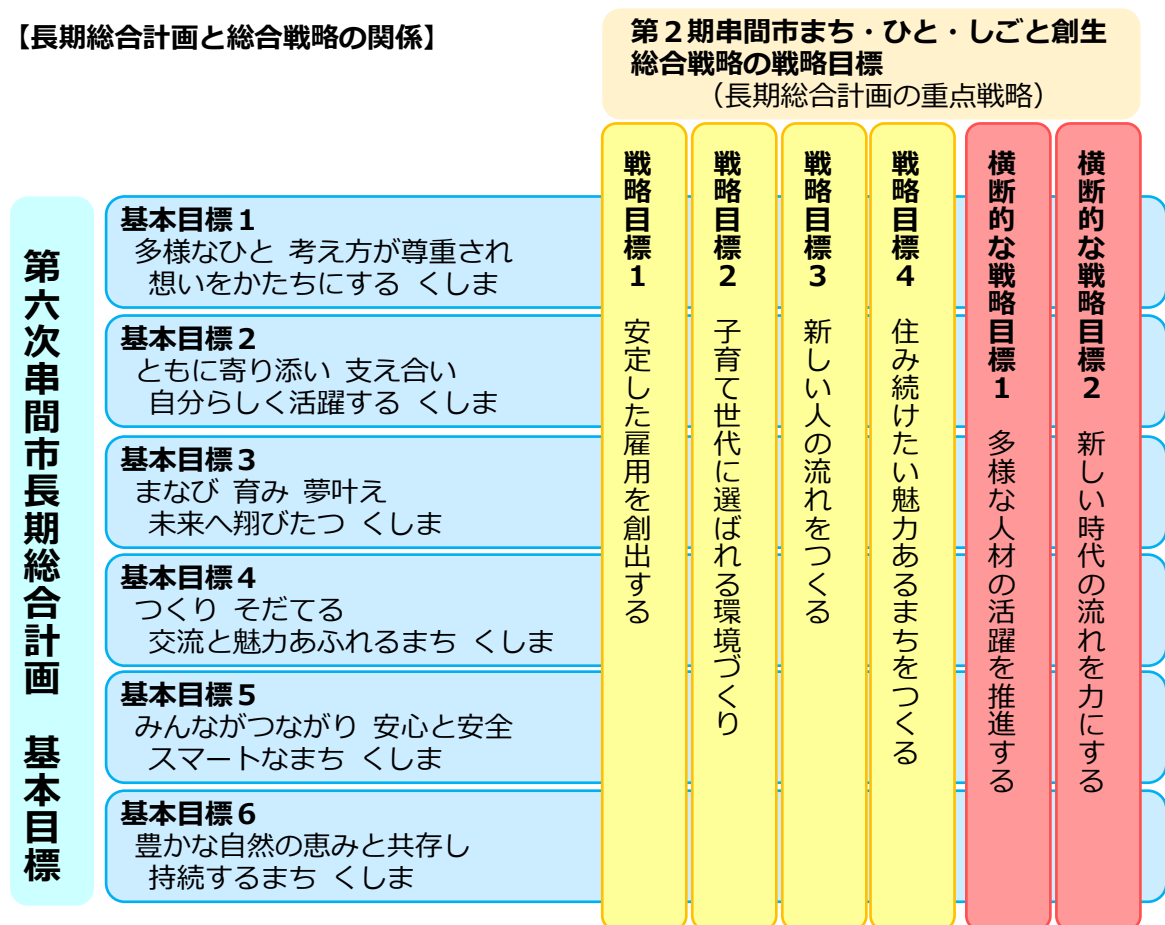 【長期総合計画と総合戦略の関係】
第２期串間市まち・ひと・しごと創生
総合戦略の戦略目標
（長期総合計画の重点戦略）
戦略目標１　安定した雇用を創出する
戦略目標２　子育て世代に選ばれる環境づくり
戦略目標３　新しい人の流れをつくる
戦略目標４　住み続けたい魅力あるまちをつくる
横断的な戦略目標１　多様な人材の活躍を推進する
横断的な戦略目標２　新しい時代の流れを力にする
第六次串間市長期総合計画　基本目標
基本目標１
多様なひと 考え方が尊重され
想いをかたちにする くしま
基本目標２
ともに寄り添い 支え合い
自分らしく活躍する くしま
基本目標３
まなび 育み 夢叶え
未来へ翔びたつ くしま
基本目標４
つくり そだてる
交流と魅力あふれるまち くしま
基本目標５
みんながつながり 安心と安全
スマートなまち くしま
基本目標６
豊かな自然の恵みと共存し
持続するまち くしま